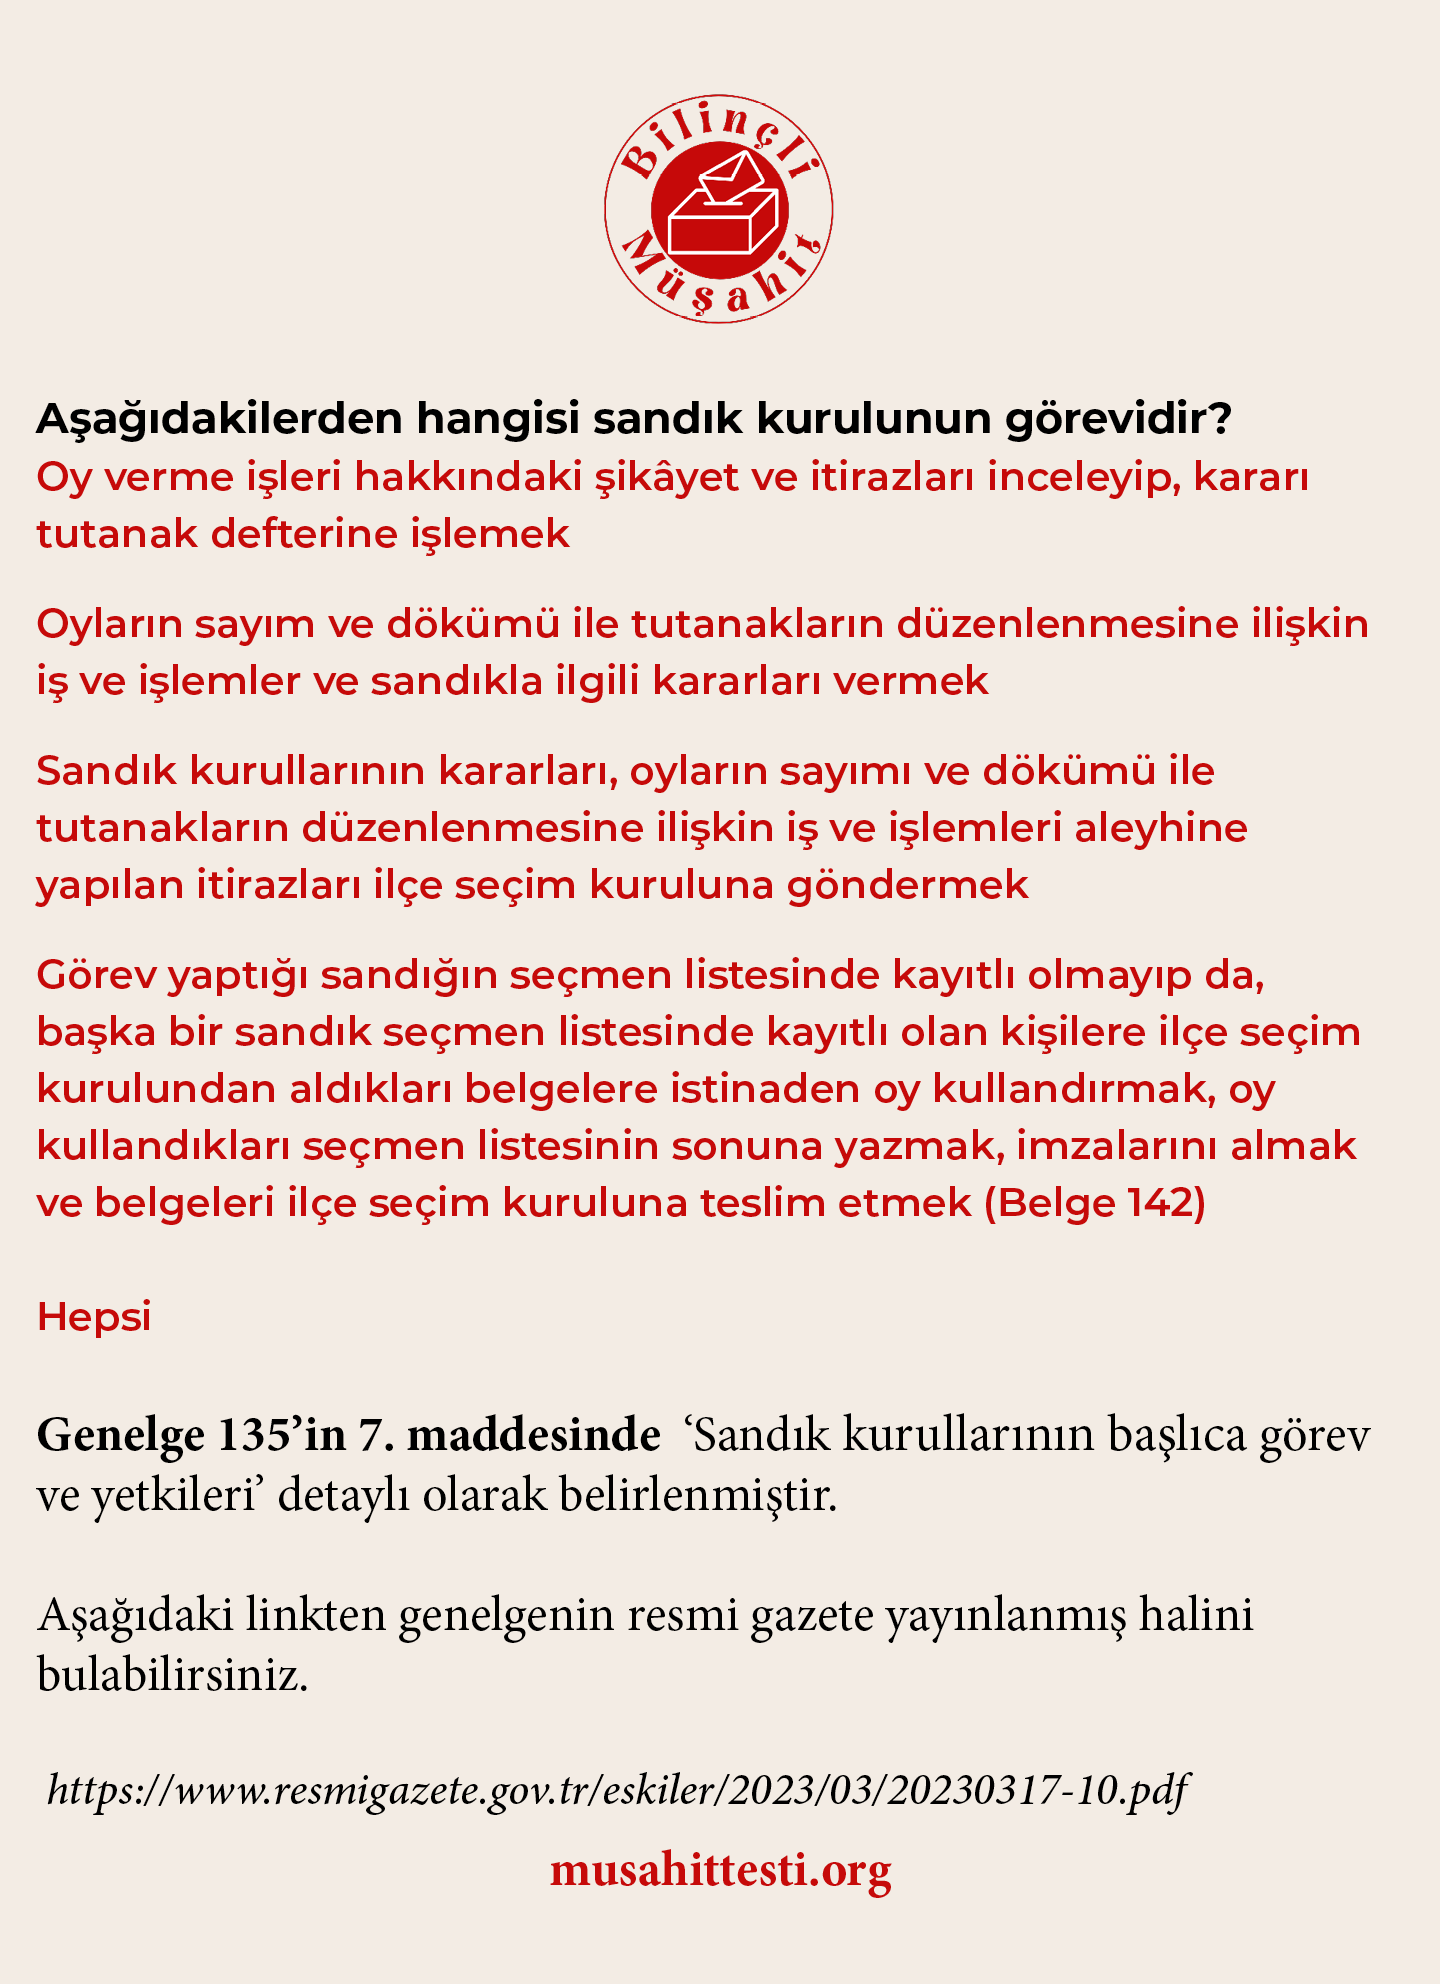 Bilinçli
Müşahit
Aşağıdakilerden hangisi sandık kurulunun görevidir?
Oy verme işleri hakkındaki şikâyet ve itirazları inceleyip, kararı
tutanak defterine işlemek
Oyların sayım ve dökümü ile tutanakların düzenlenmesine ilişkin
iş ve işlemler ve sandıkla ilgili kararları vermek
Sandık kurullarının kararları, oyların sayımı ve dökümü ile
tutanakların düzenlenmesine ilişkin iş ve işlemleri aleyhine
yapılan itirazları ilçe seçim kuruluna göndermek
Görev yaptığı sandığın seçmen listesinde kayıtlı olmayıp da,
başka bir sandık seçmen listesinde kayıtlı olan kişilere ilçe seçim
kurulundan aldıkları belgelere istinaden oy kullandırmak, oy
kullandıkları seçmen listesinin sonuna yazmak, imzalarını almak
ve belgeleri ilçe seçim kuruluna teslim etmek (Belge 142)
Hepsi
Genelge 135’in 7. maddesinde ‘Sandık kurullarının başlıca görev
ve yetkileri’ detaylı olarak belirlenmiştir.
Aşağıdaki linkten genelgenin resmi gazete yayınlanmış halini
bulabilirsiniz.
https://www.resmigazete.gov.tr/eskiler/2023/03/20230317-10.pdf
musahittesti.org